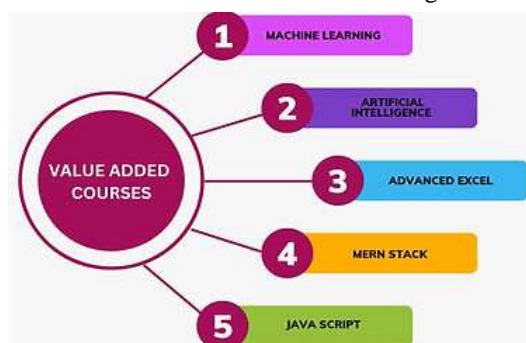 1
MACHINE LEARNING
2
ARTIFICIAL
INTELLIGENCE
VALUE ADDED
COURSES
3
ADVANCED EXCEL
4
MERN STACK
5
JAVA SCRIPT